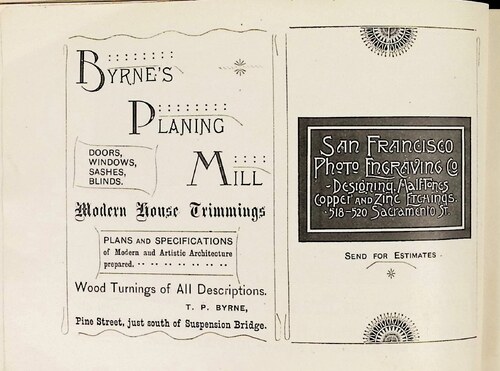 BYRNE'S
PLANING
MILL
DOORS,
WINDOWS,
SASHES,
BLINDS.
Modern House Trimmings
PLANS AND SPECIFICATIONS
of Modern and Artistic Architecture
prepared.
Wood Turnings of All Descriptions.
T. P. BYRNE,
Pine Street, just south of Suspension Bridge.
SAN FRANCISCO
PHOTO ENGRAVING CO
-DESIGNING, HALFTONES
COPPER AND ZINC ETCHINGS.
·518-520 SACRAMENTO ST.
SEND FOR ESTIMATES